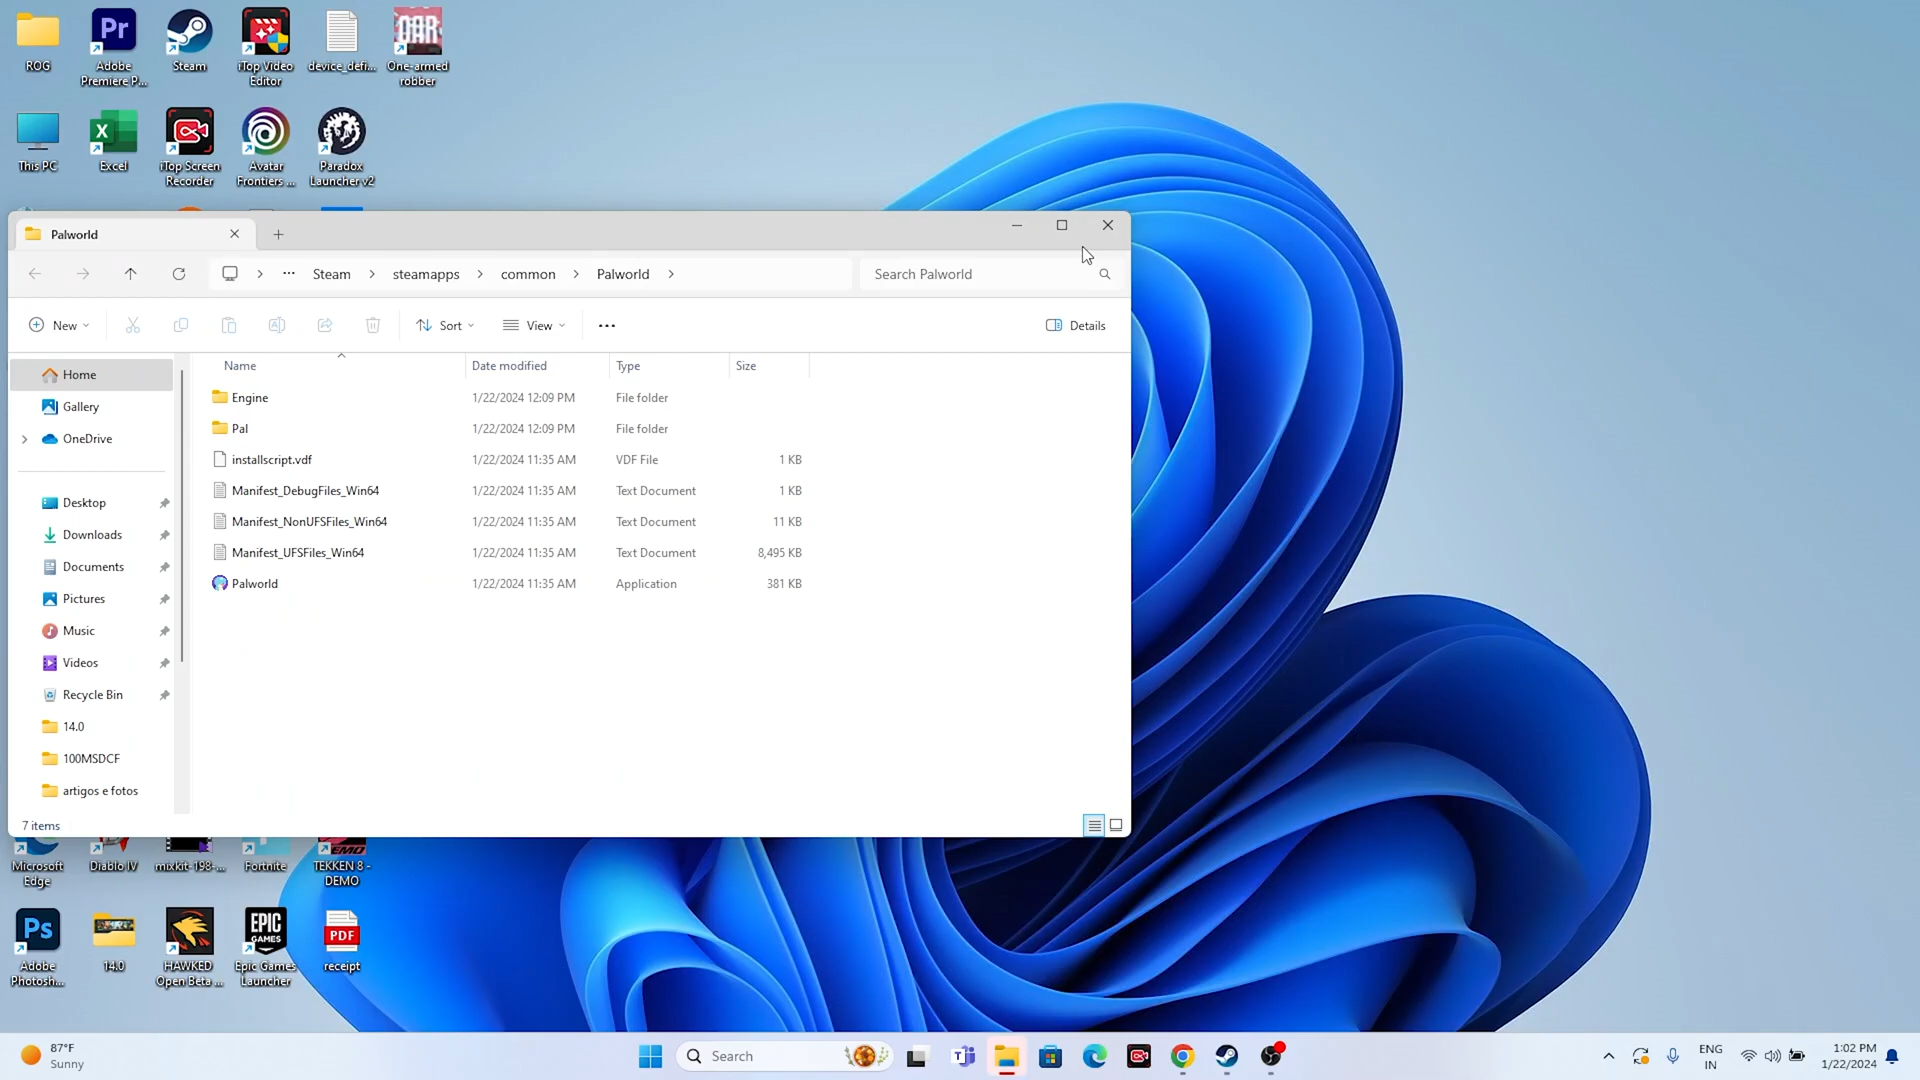 ROG
Pr
Adobe
Premiere P...
Steam
iTop Video
Editor
device_defi...
OAR
One-armed
robber
This PC
Excel
iTop Screen
Recorder
Avatar
Frontiers ...
Paradox
Launcher v2
Palworld
... Steam > steamapps > common > Palworld >
Search Palworld
New
Sort
View
...
Details
Home
Gallery
OneDrive
Desktop
Downloads
Documents
Pictures
Music
Videos
Recycle Bin
14.0
100MSDCF
artigos e fotos
Name Date modified Type Size
Engine 1/22/2024 12:09 PM File folder
Pal 1/22/2024 12:09 PM File folder
installscript.vdf 1/22/2024 11:35 AM VDF File 1 KB
Manifest_DebugFiles_Win64 1/22/2024 11:35 AM Text Document 1 KB
Manifest_NonUFSFiles_Win64 1/22/2024 11:35 AM Text Document 11 KB
Manifest_UFSFiles_Win64 1/22/2024 11:35 AM Text Document 8,495 KB
Palworld 1/22/2024 11:35 AM Application 381 KB
7 items
Microsoft
Edge
Diablo IV
mixkit-198-...
Fortnite
DEMO
TEKKEN 8 -
DEMO
Ps
Adobe
Photosh...
14.0
HAWKED
Open Beta ...
EPIC
GAMES
Epic Games
Launcher
PDF
receipt
87°F
Sunny
Search
ENG
IN
1:02 PM
1/22/2024